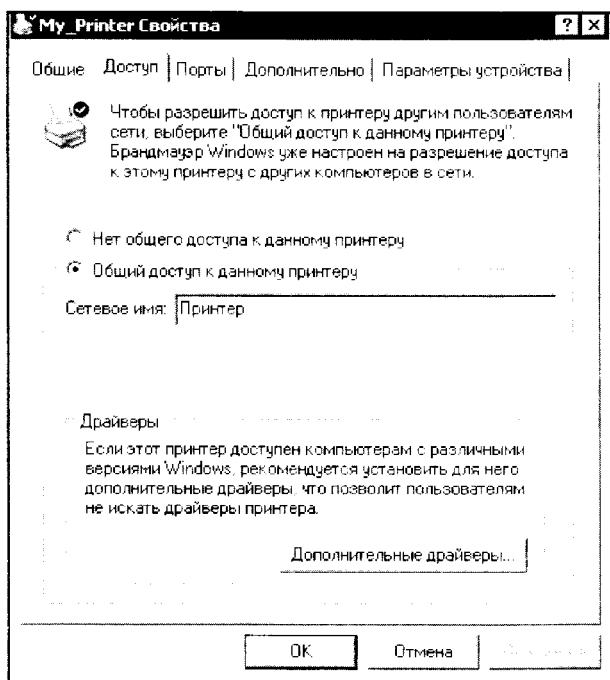 My_Printer Свойства
? X
Общие Доступ Порты Дополнительно Параметры устройства
Чтобы разрешить доступ к принтеру другим пользователям
сети, выберите "Общий доступ к данному принтеру".
Брандмауэр Windows уже настроен на разрешение доступа
к этому принтеру с других компьютеров в сети.
Нет общего доступа к данному принтеру
Общий доступ к данному принтеру
Сетевое имя: Принтер
Драйверы
Если этот принтер доступен компьютерам с различными
версиями Windows, рекомендуется установить для него
дополнительные драйверы, что позволит пользователям
не искать драйверы принтера.
Дополнительные драйверы...
OK Отмена